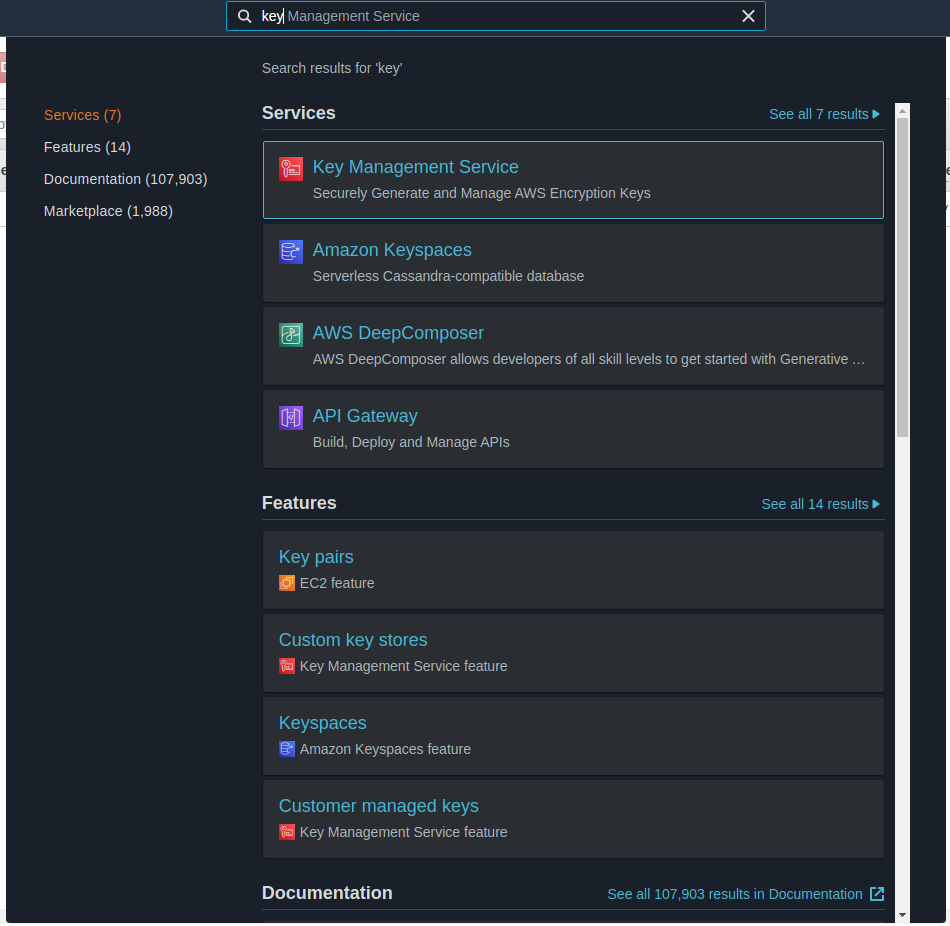 key Management Service
Search results for 'key'
Services (7)
Features (14)
Documentation (107,903)
Marketplace (1,988)
Services
See all 7 results
Key Management Service
Securely Generate and Manage AWS Encryption Keys
Amazon Keyspaces
Serverless Cassandra-compatible database
AWS DeepComposer
AWS DeepComposer allows developers of all skill levels to get started with Generative …
API Gateway
Build, Deploy and Manage APIs
Features
See all 14 results
Key pairs
EC2 feature
Custom key stores
Key Management Service feature
Keyspaces
Amazon Keyspaces feature
Customer managed keys
Key Management Service feature
Documentation
See all 107,903 results in Documentation